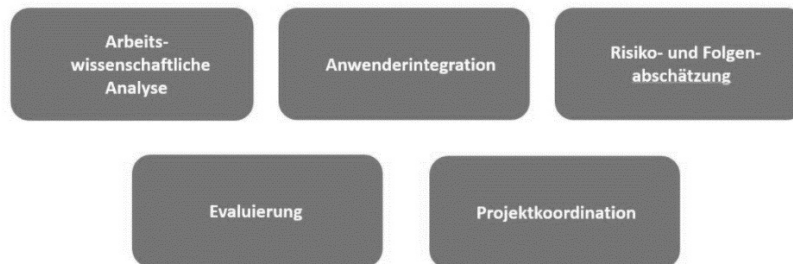 Arbeits-
wissenschaftliche
Analyse
Anwenderintegration
Risiko- und Folgen-
abschätzung
Evaluierung
Projektkoordination